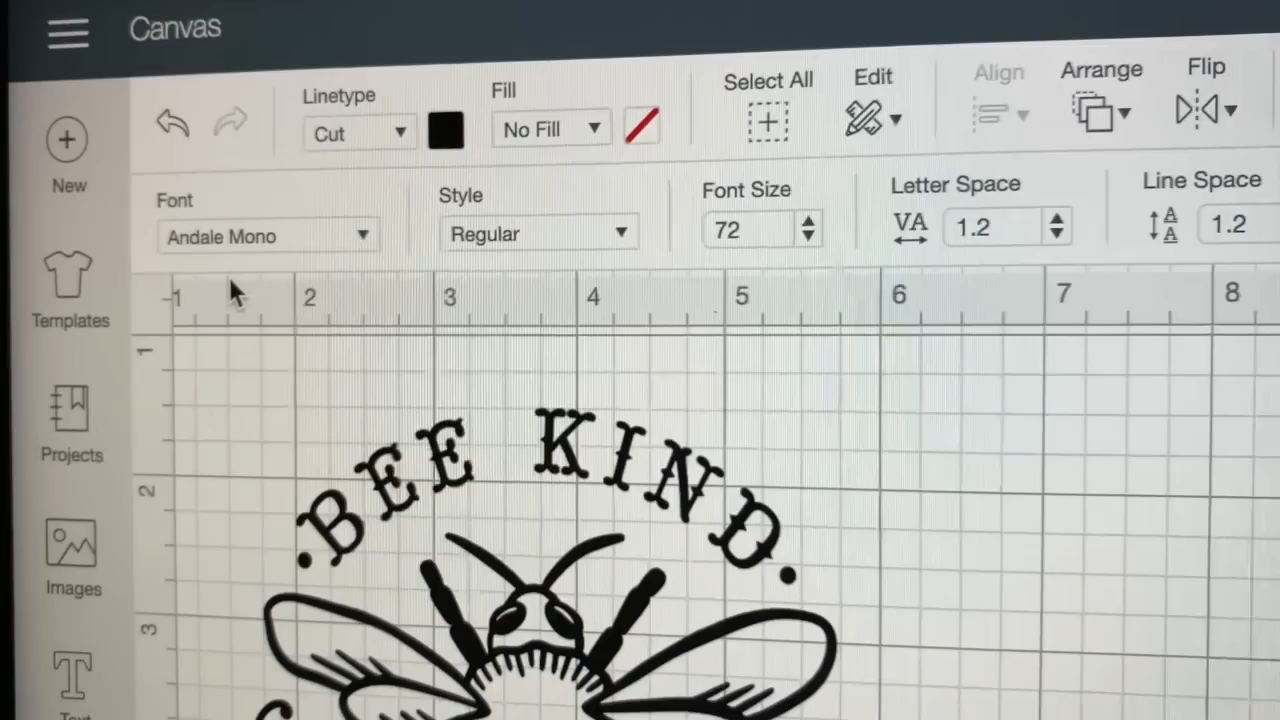 Canvas
Linetype
Fill
Select All
Edit
Align
Arrange
Flip
Cut
No Fill
New
Font
Style
Font Size
Letter Space
Line Space
Andale Mono
Regular
72
VA
1.2
A
A
1.2
1 2 3 4 5 6 7 8
Templates
1
Projects
2
.BEE KIND.
Images
3
Text